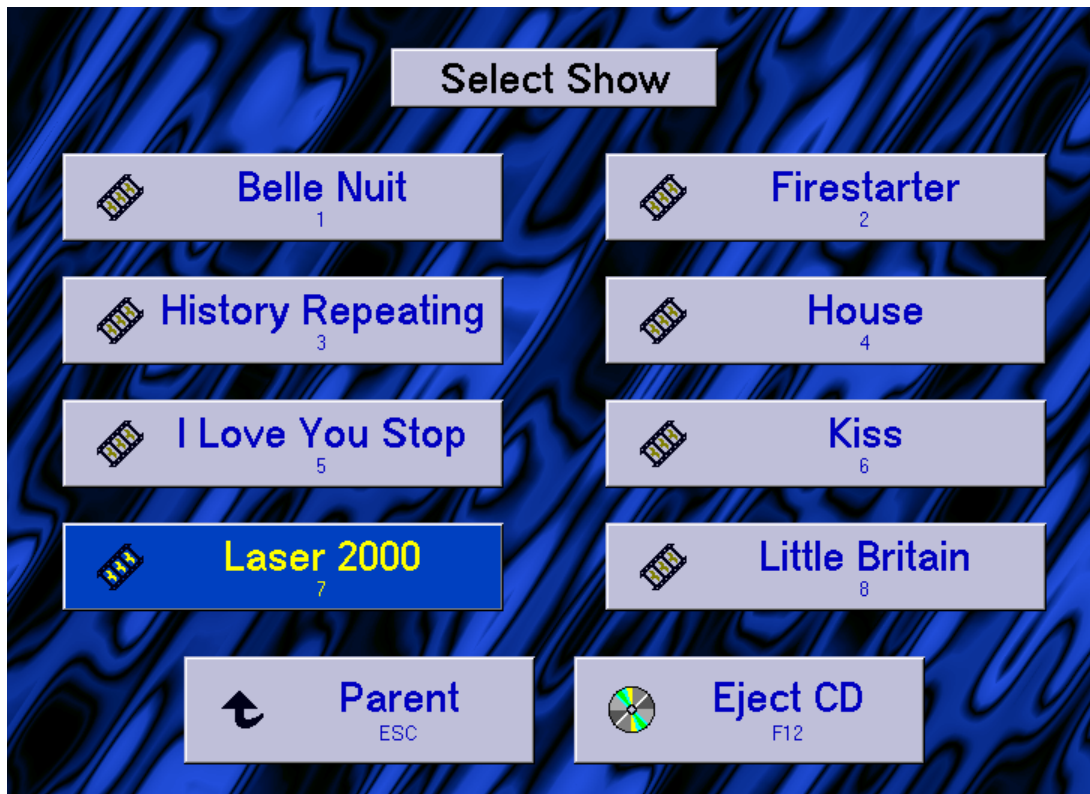 Select Show
Belle Nuit
1
Firestarter
2
History Repeating
3
House
4
I Love You Stop
5
Kiss
6
Laser 2000
7
Little Britain
8
Parent
ESC
Eject CD
F12